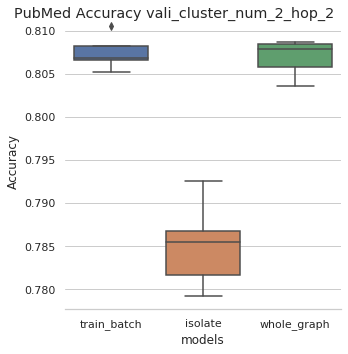 PubMed Accuracy vali_cluster_num_2_hop_2
0.810
0.805
0.800
0.795
0.790
0.785
0.780
Accuracy
train_batch isolate whole_graph
models